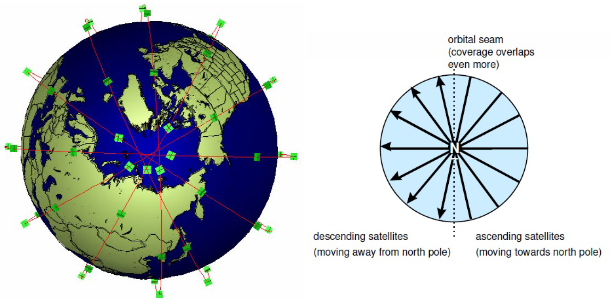 orbital seam
(coverage overlaps
even more)
N
descending satellites
(moving away from north pole)
ascending satellites
(moving towards north pole)